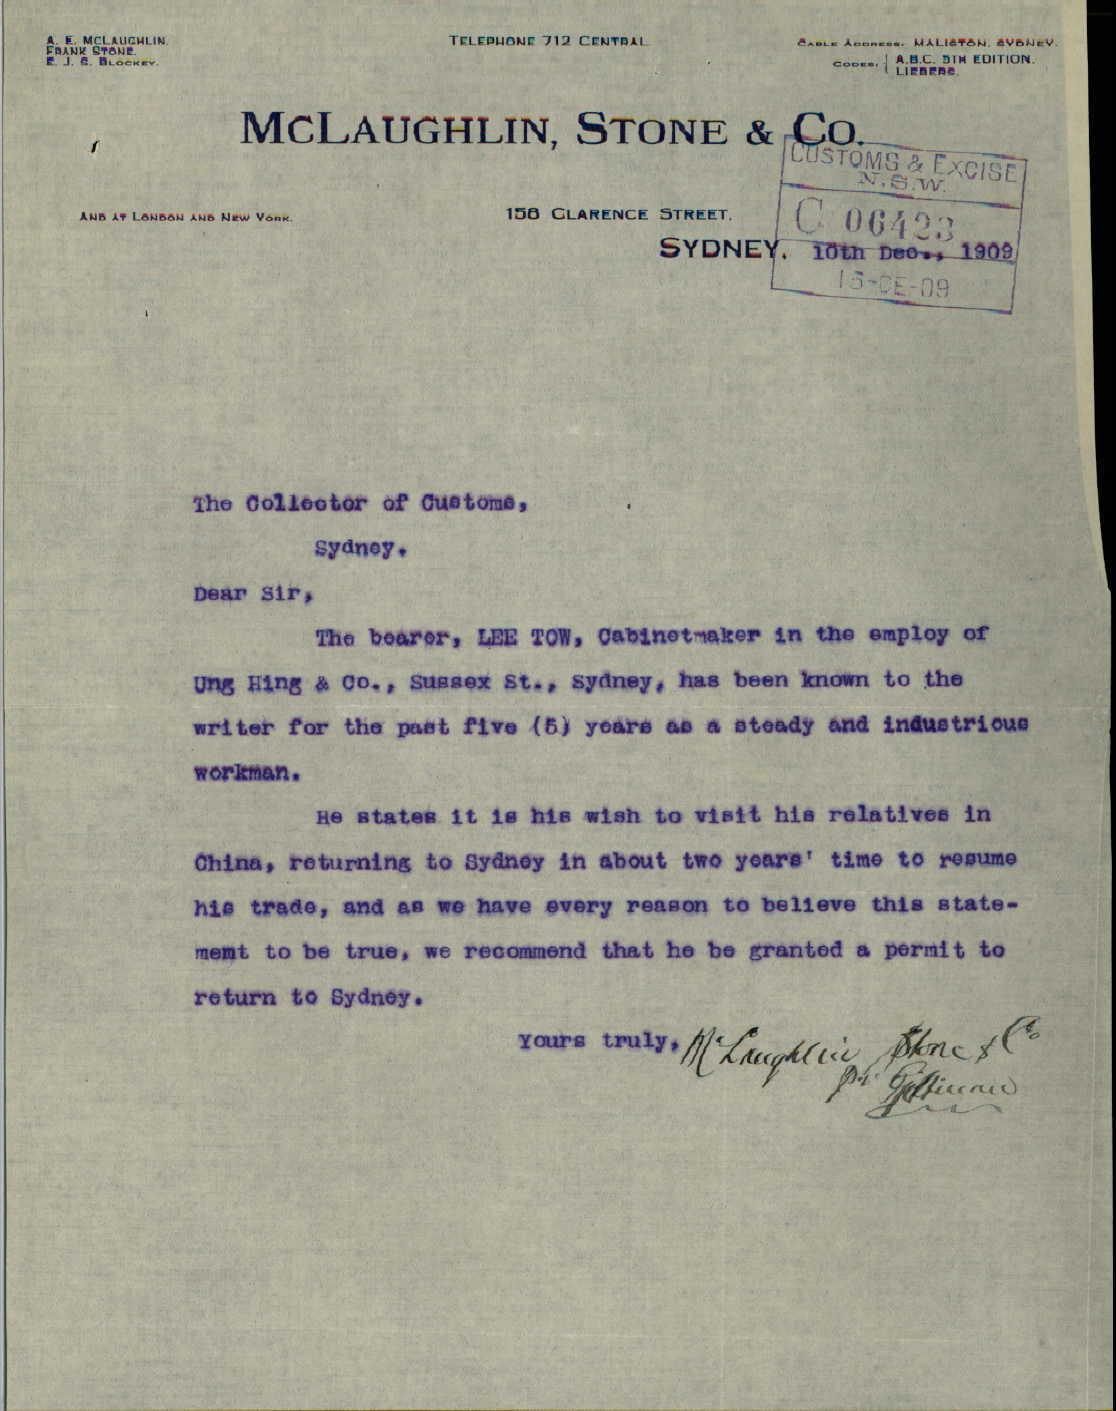 A. E. McLAUGHLIN.
FRANK STONE.
E. J. S. BLOCKEY.
TELEPHONE 712 CENTRAL
CABLE ADDRESS. MALISTON, SYDNEY.
CODES. A.B.C. 5TH EDITION.
LIEBERS.
McLAUGHLIN, STONE & CO.
CUSTOMS & EXCISE
N.S.W.
C 06423
15-DE-09
AND AT LONDON AND NEW YORK.
158 CLARENCE STREET.
SYDNEY. 10th Dec., 1909
The Collector of Customs,
Sydney.
Dear Sir,
The bearer, LEE TOW, Cabinetmaker in the employ of
Ung Hing & Co., Sussex St., Sydney, has been known to the
writer for the past five (5) years as a steady and industrious
workman.
He states it is his wish to visit his relatives in
China, returning to Sydney in about two years' time to resume
his trade, and as we have every reason to believe this state-
ment to be true, we recommend that he be granted a permit to
return to Sydney.
Yours truly, McLaughlin Stone & Co